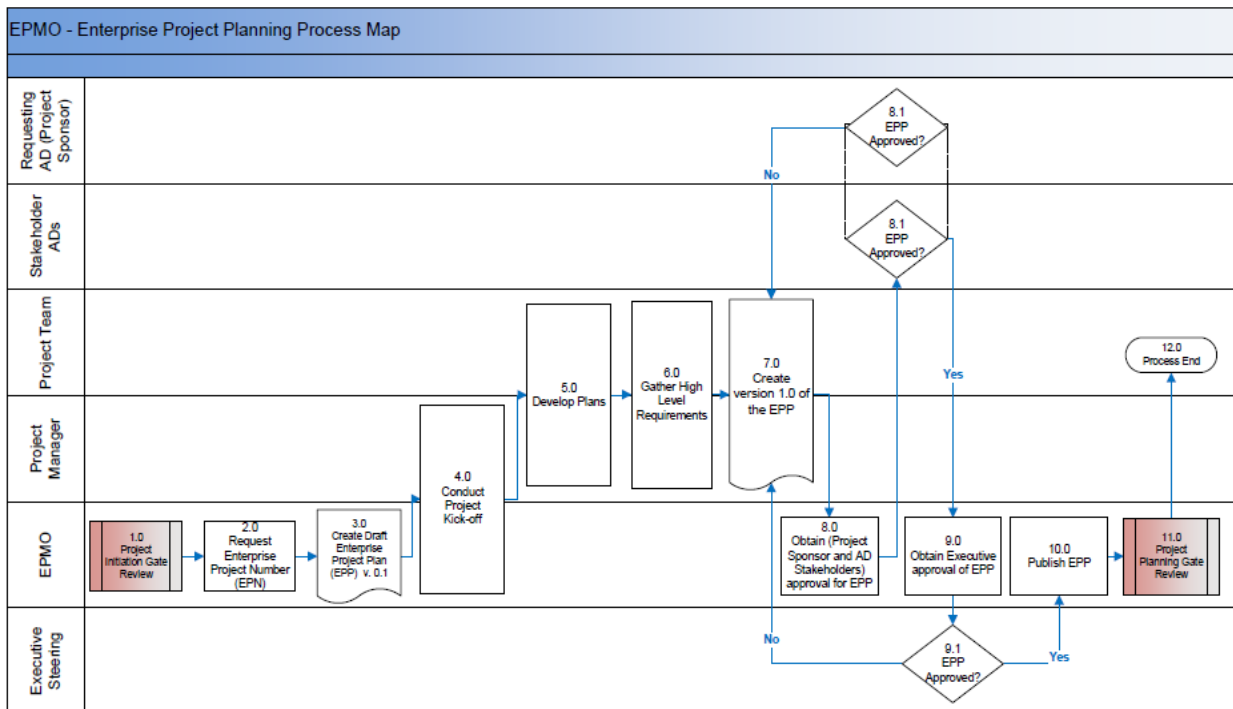 EPMO - Enterprise Project Planning Process Map
Requesting
AD (Project
Sponsor)
8.1
EPP
Approved?
No
Stakeholder
ADs
8.1
EPP
Approved?
Project Team
5.0
Develop Plans
6.0
Gather High
Level
Requirements
7.0
Create
version 1.0 of
the EPP
Yes
12.0
Process End
Project
Manager
4.0
Conduct
Project
Kick-off
EPMO
1.0
Project
Initiation Gate
Review
2.0
Request
Enterprise
Project Number
(EPN)
3.0
Create Draft
Enterprise
Project Plan
(EPP) v. 0.1
8.0
Obtain (Project
Sponsor and AD
Stakeholders)
approval for EPP
9.0
Obtain Executive
approval of EPP
10.0
Publish EPP
11.0
Project
Planning Gate
Review
Executive
Steering
No
9.1
EPP
Approved?
Yes